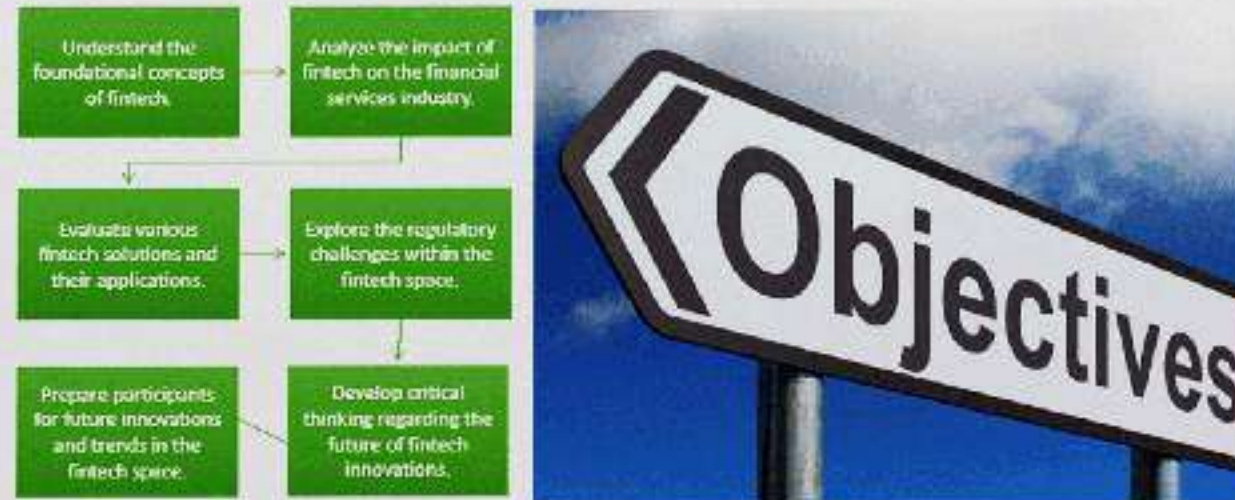 Understand the
foundational concepts
of fintech.
Analyze the impact of
fintech on the financial
services industry.
Evaluate various
fintech solutions and
their applications.
Explore the regulatory
challenges within the
fintech space.
Develop critical
thinking regarding the
future of fintech
innovations.
Prepare participants
for future innovations
and trends in the
fintech space.
Objectives